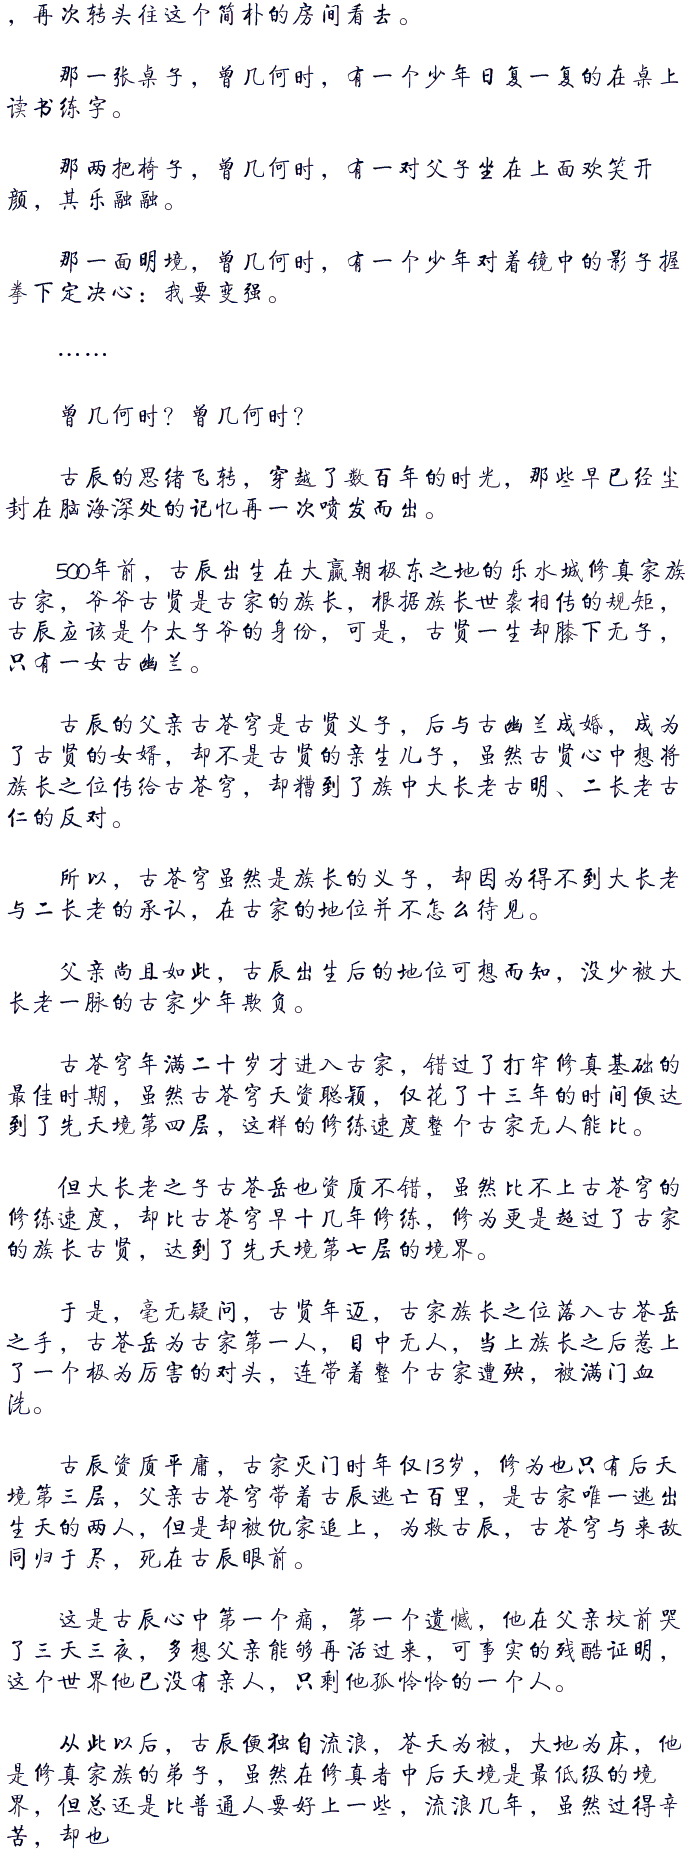 ，再次转头往这个简朴的房间看去。
那一张桌子，曾几何时，有一个少年日复一复的在桌上
读书练字。
那两把椅子，曾几何时，有一对父子坐在上面欢笑开
颜，其乐融融。
那一面明境，曾几何时，有一个少年对着镜中的影子握
拳下定决心：我要变强。
……
曾几何时？曾几何时？
古辰的思绪飞转，穿越了数百年的时光，那些早已经尘
封在脑海深处的记忆再一次喷发而出。
500年前，古辰出生在大赢朝极东之地的乐水城修真家族
古家，爷爷古贤是古家的族长，根据族长世袭相传的规矩，
古辰应该是个太子爷的身份，可是，古贤一生却膝下无子，
只有一女古幽兰。
古辰的父亲古苍穹是古贤义子，后与古幽兰成婚，成为
了古贤的女婿，却不是古贤的亲生儿子，虽然古贤心中想将
族长之位传给古苍穹，却糟到了族中大长老古明、二长老古
仁的反对。
所以，古苍穹虽然是族长的义子，却因为得不到大长老
与二长老的承认，在古家的地位并不怎么待见。
父亲尚且如此，古辰出生后的地位可想而知，没少被大
长老一脉的古家少年欺负。
古苍穹年满二十岁才进入古家，错过了打牢修真基础的
最佳时期，虽然古苍穹天资聪颖，仅花了十三年的时间便达
到了先天境第四层，这样的修练速度整个古家无人能比。
但大长老之子古苍岳也资质不错，虽然比不上古苍穹的
修练速度，却比古苍穹早十几年修练，修为更是超过了古家
的族长古贤，达到了先天境第七层的境界。
于是，毫无疑问，古贤年迈，古家族长之位落入古苍岳
之手，古苍岳为古家第一人，目中无人，当上族长之后惹上
了一个极为厉害的对头，连带着整个古家遭殃，被满门血
洗。
古辰资质平庸，古家灭门时年仅13岁，修为也只有后天
境第三层，父亲古苍穹带着古辰逃亡百里，是古家唯一逃出
生天的两人，但是却被仇家追上，为救古辰，古苍穹与来敌
同归于尽，死在古辰眼前。
这是古辰心中第一个痛，第一个遗憾，他在父亲坟前哭
了三天三夜，多想父亲能够再活过来，可事实的残酷证明，
这个世界他已没有亲人，只剩他孤怜怜的一个人。
从此以后，古辰便独自流浪，苍天为被，大地为床，他
是修真家族的弟子，虽然在修真者中后天境是最低级的境
界，但总还是比普通人要好上一些，流浪几年，虽然过得辛
苦，却也